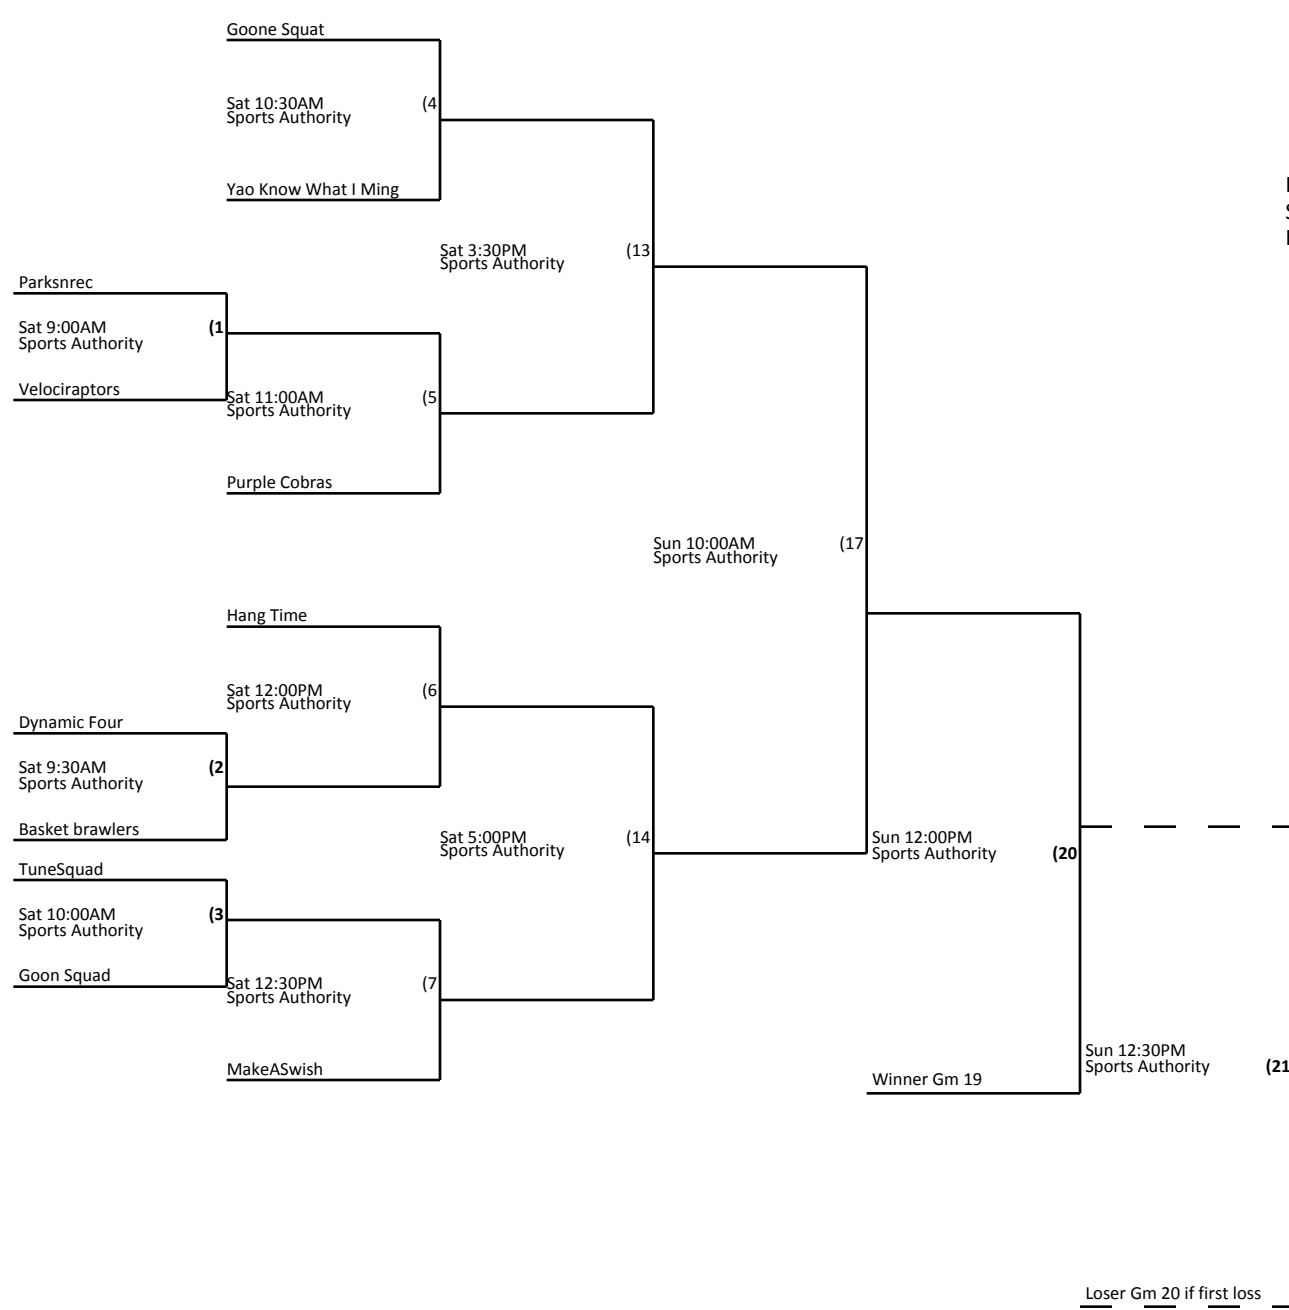 Goone Squat
Sat 10:30AM (4
Sports Authority
Yao Know What I Ming
Sat 3:30PM (13
Sports Authority
Parksnrec
Sat 9:00AM (1
Sports Authority
Velociraptors
Sat 11:00AM (5
Sports Authority
Purple Cobras
Sun 10:00AM (17
Sports Authority
Hang Time
Sat 12:00PM (6
Sports Authority
Dynamic Four
Sat 9:30AM (2
Sports Authority
Basket brawlers
Sat 5:00PM (14
Sports Authority
Sun 12:00PM
Sports Authority (20
TuneSquad
Sat 10:00AM (3
Sports Authority
Goon Squad
Sat 12:30PM (7
Sports Authority
MakeASwish
Sun 12:30PM
Sports Authority (21
Winner Gm 19
Loser Gm 20 if first loss